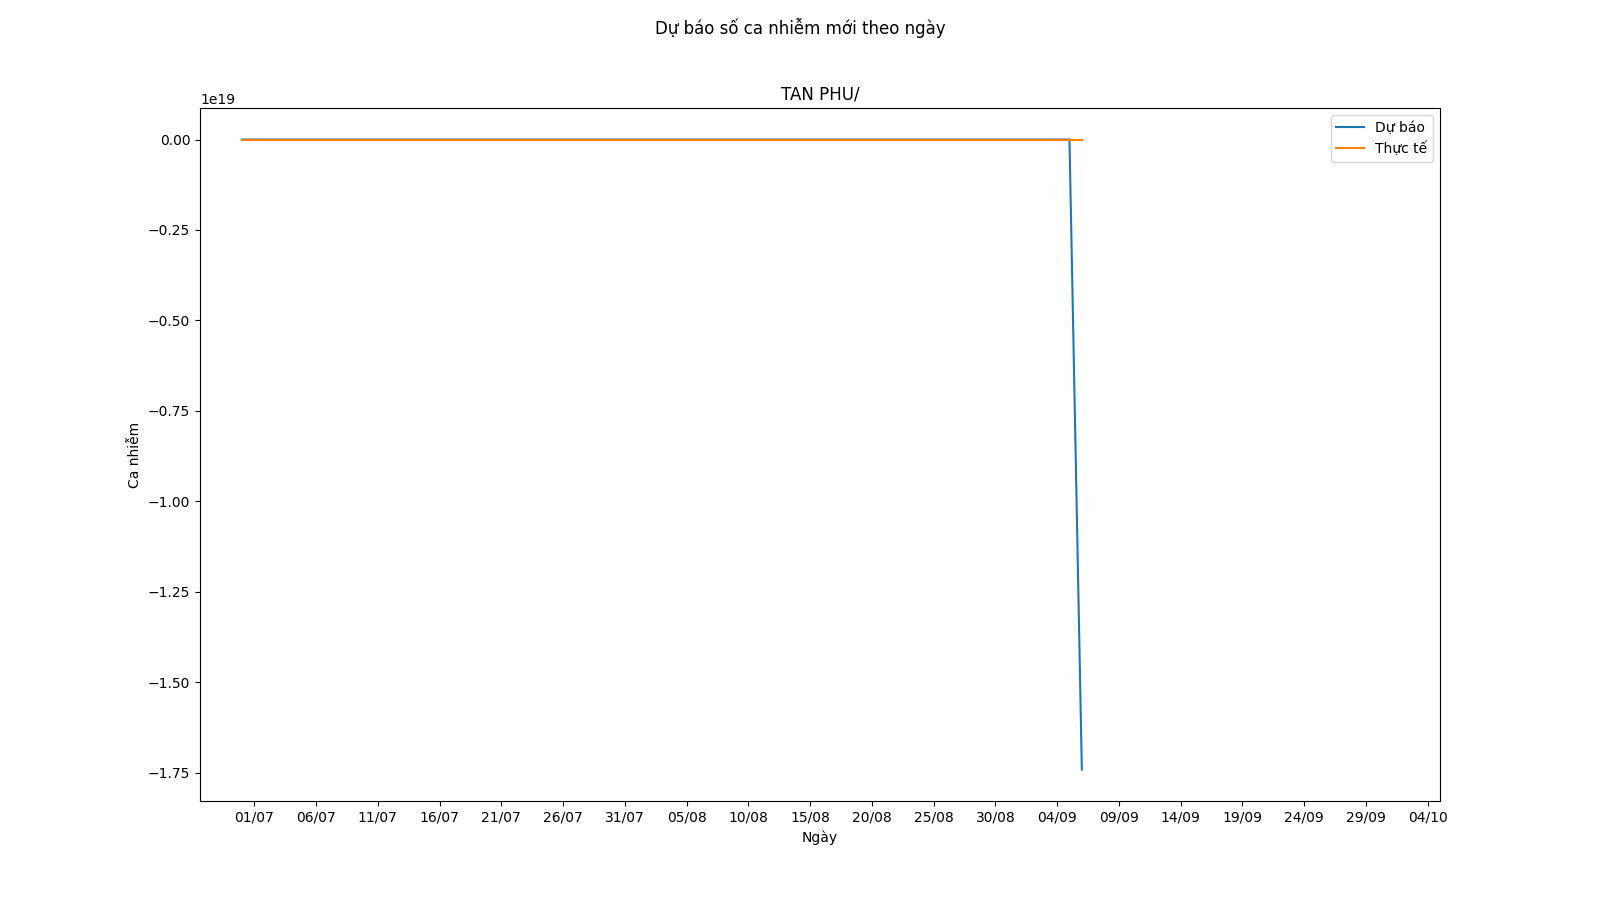 Dự báo số ca nhiễm mới theo ngày
TAN PHU/
1e19
Dự báo
Thực tế
0.00
−0.25
−0.50
−0.75
−1.00
−1.25
−1.50
−1.75
Ca nhiễm
01/07 06/07 11/07 16/07 21/07 26/07 31/07 05/08 10/08 15/08 20/08 25/08 30/08 04/09 09/09 14/09 19/09 24/09 29/09 04/10
Ngày